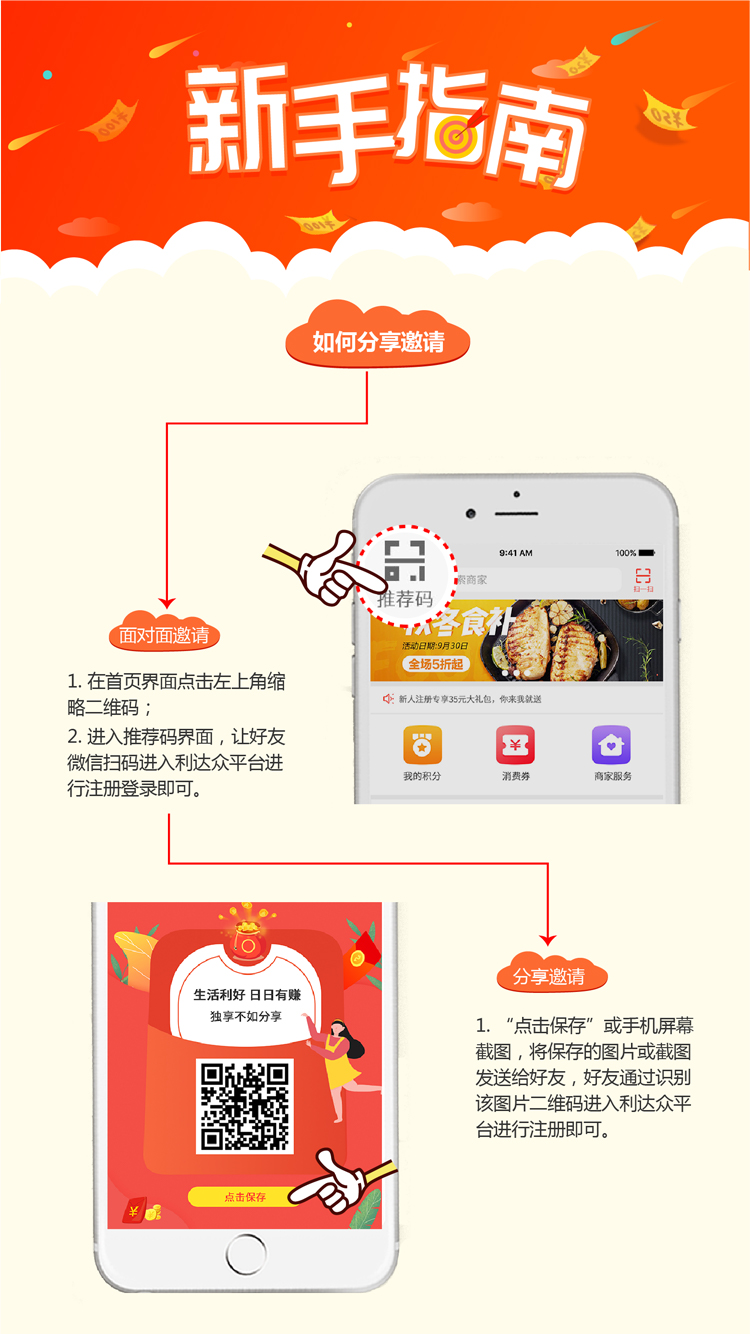 新手指南
¥50
¥100
¥50
¥100
如何分享邀请
9:41 AM
100%
推荐码
索商家
扫一扫
秋冬食补
活动日期:9月30日
全场5折起
新人注册专享35元大礼包，你来我就送
我的积分
消费券
商家服务
面对面邀请
1. 在首页界面点击左上角缩
略二维码；
2. 进入推荐码界面，让好友
微信扫码进入利达众平台进
行注册登录即可。
生活利好 日日有赚
独享不如分享
点击保存
¥
分享邀请
1. “点击保存”或手机屏幕
截图，将保存的图片或截图
发送给好友，好友通过识别
该图片二维码进入利达众平
台进行注册即可。